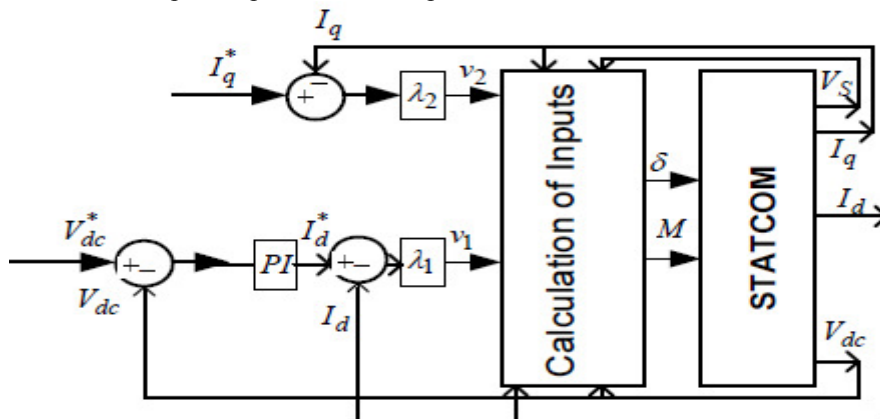 I_q
I_q^*
+ −
λ_2
v_2
V_S
I_q
Calculation of Inputs
δ
STATCOM
I_d
V_dc^*
+ −
PI
I_d^*
+ −
λ_1
v_1
M
V_dc
I_d
V_dc